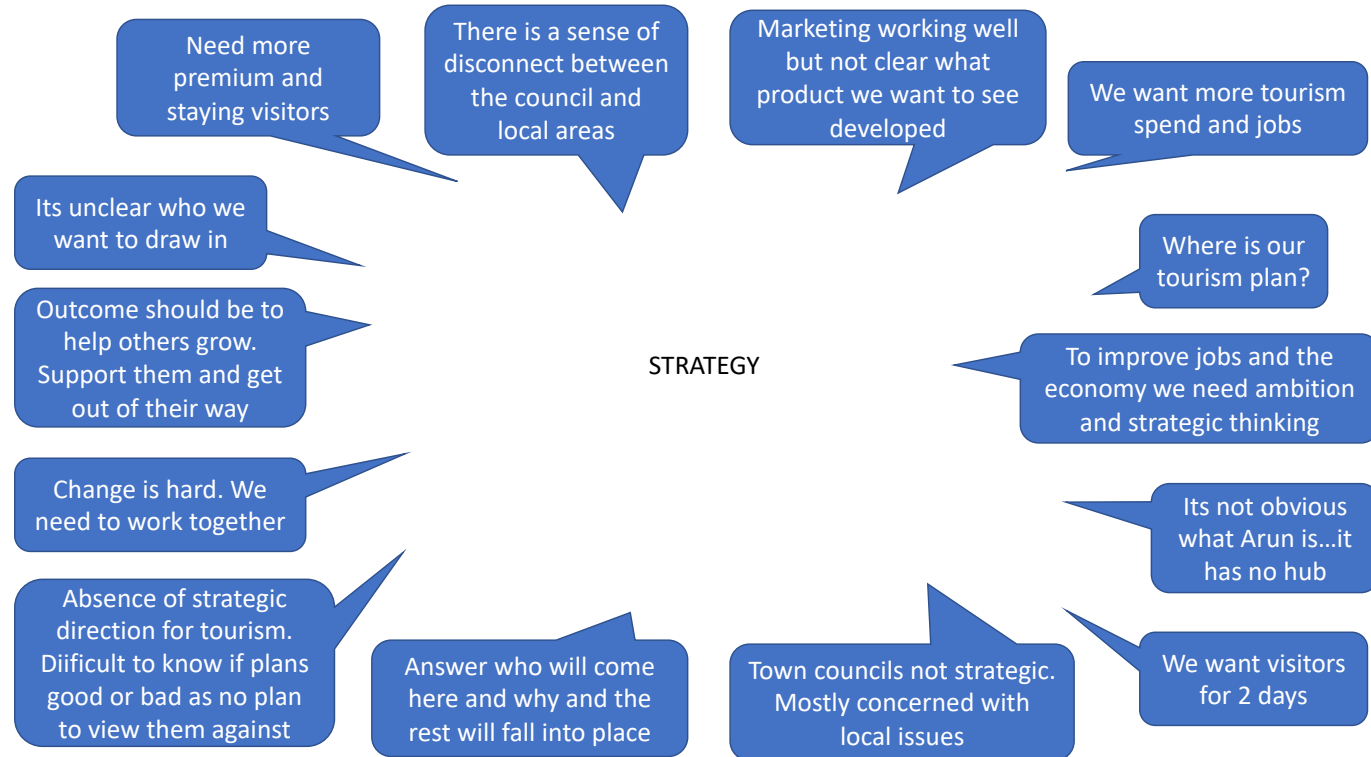 Need more
premium and
staying visitors
There is a sense of
disconnect between
the council and
local areas
Marketing working well
but not clear what
product we want to see
developed
We want more tourism
spend and jobs
Its unclear who we
want to draw in
Where is our
tourism plan?
Outcome should be to
help others grow.
Support them and get
out of their way
STRATEGY
To improve jobs and the
economy we need ambition
and strategic thinking
Change is hard. We
need to work together
Its not obvious
what Arun is...it
has no hub
Absence of strategic
direction for tourism.
Diificult to know if plans
good or bad as no plan
to view them against
Answer who will come
here and why and the
rest will fall into place
Town councils not strategic.
Mostly concerned with
local issues
We want visitors
for 2 days